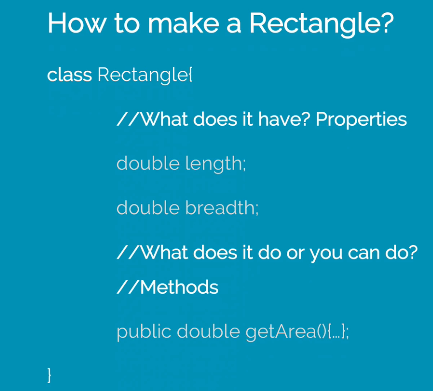 How to make a Rectangle?
class Rectangle{
//What does it have? Properties
double length;
double breadth;
//What does it do or you can do?
//Methods
public double getArea(){...};
}